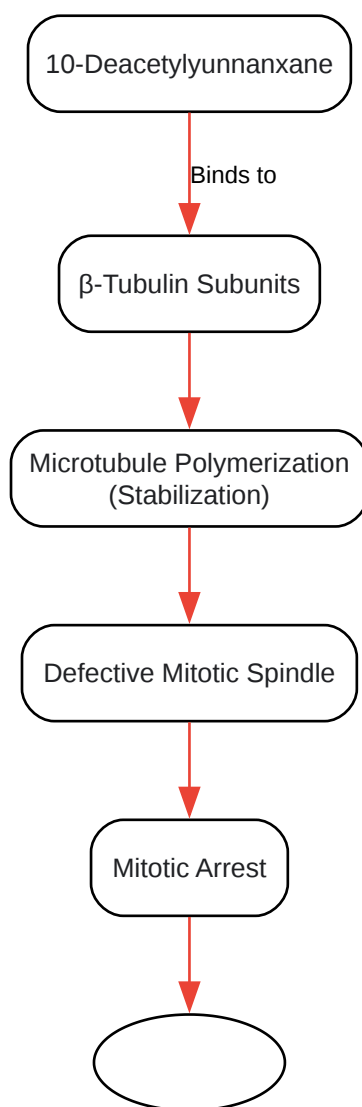 10-Deacetylyunnanxane
Binds to
β-Tubulin Subunits
Microtubule Polymerization
(Stabilization)
Defective Mitotic Spindle
Mitotic Arrest